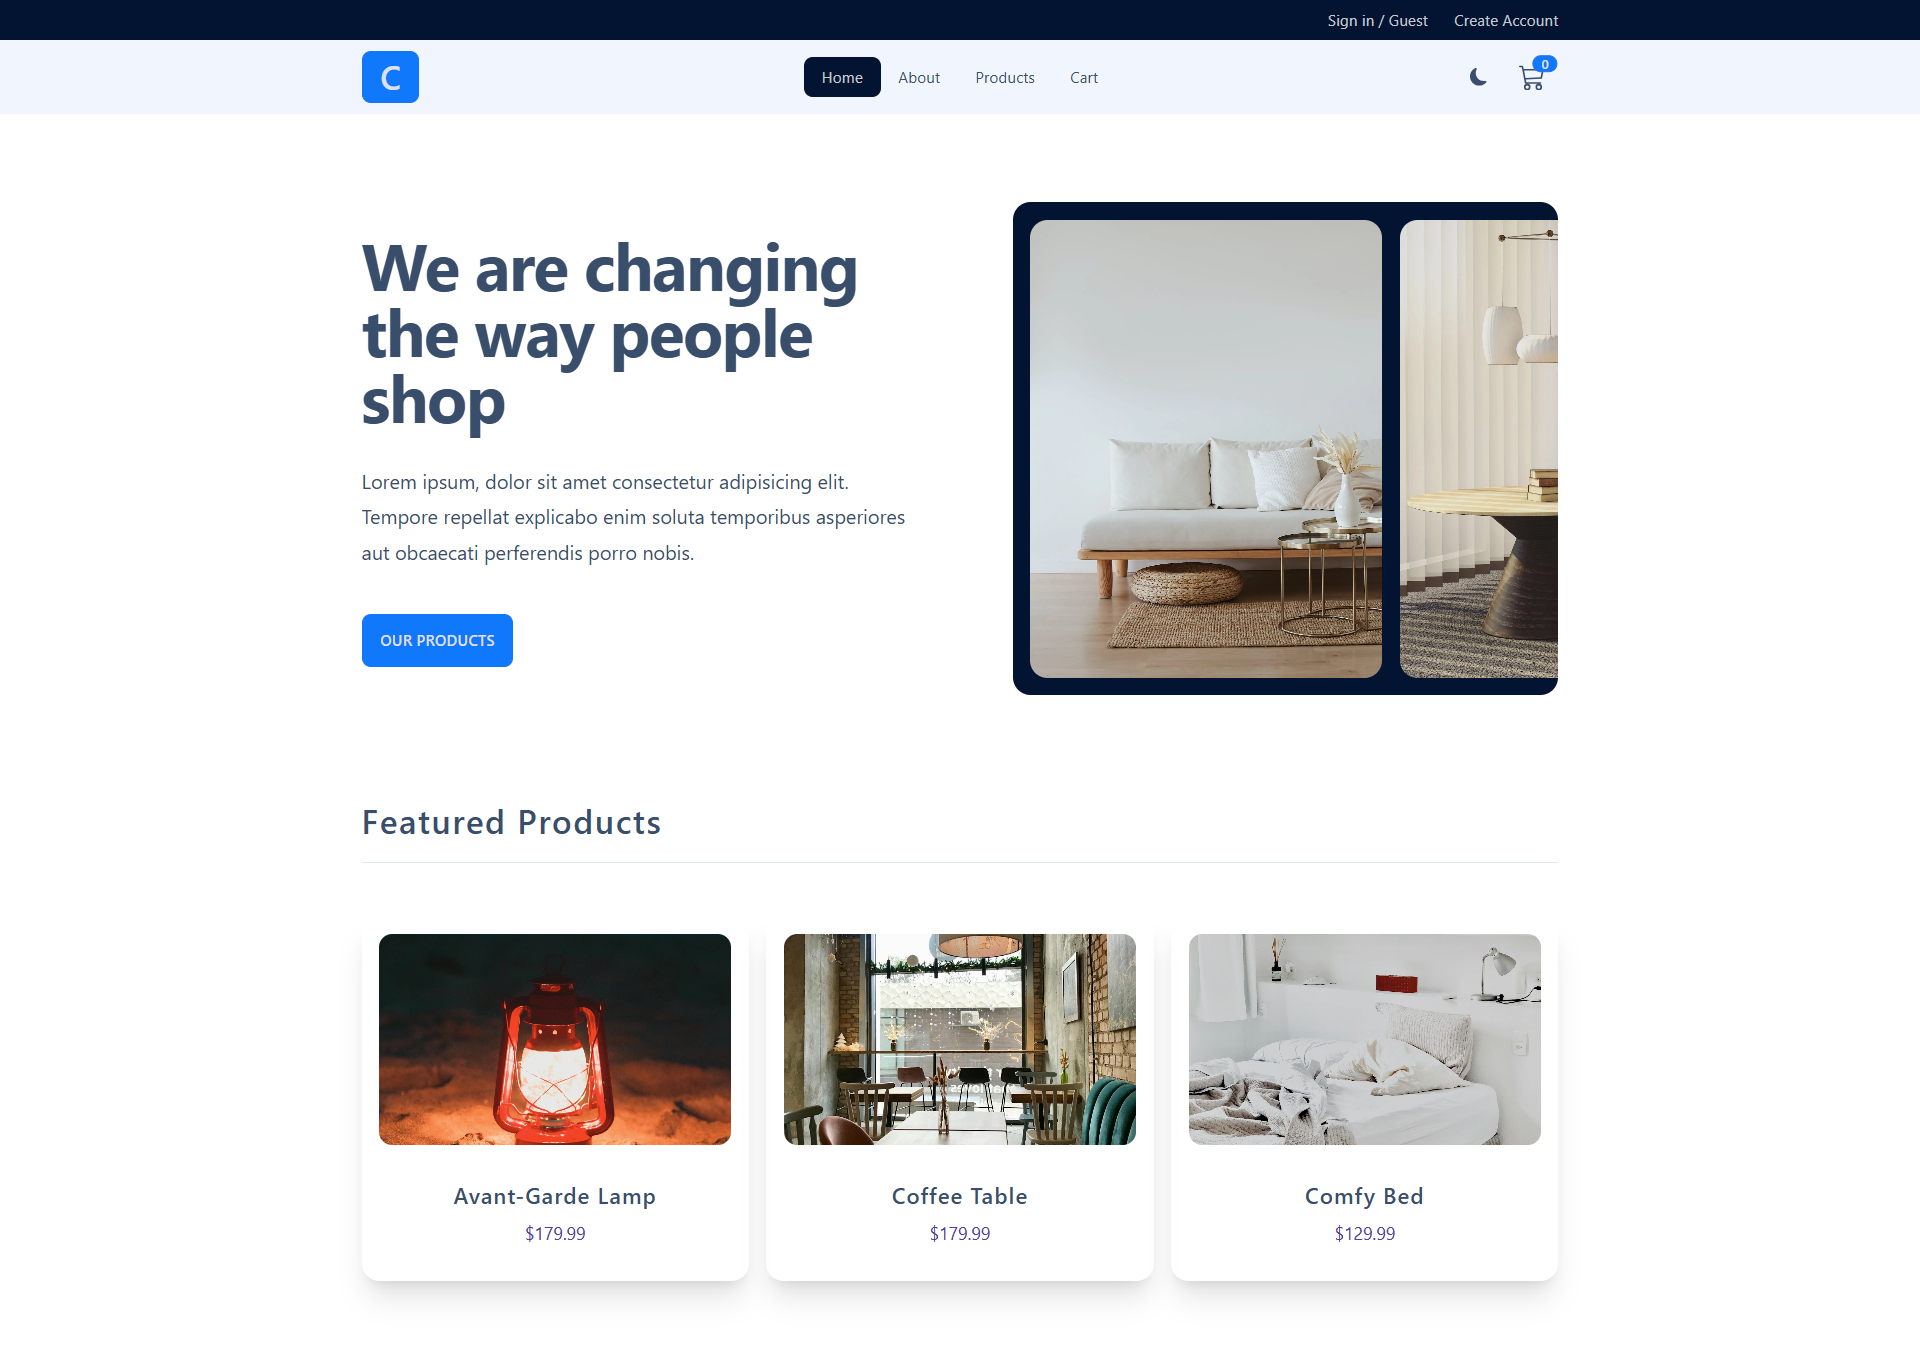 Sign in / Guest
Create Account
C
Home
About
Products
Cart
0
We are changing
the way people
shop
Lorem ipsum, dolor sit amet consectetur adipisicing elit.
Tempore repellat explicabo enim soluta temporibus asperiores
aut obcaecati perferendis porro nobis.
OUR PRODUCTS
Featured Products
Avant-Garde Lamp
$179.99
Coffee Table
$179.99
Comfy Bed
$129.99